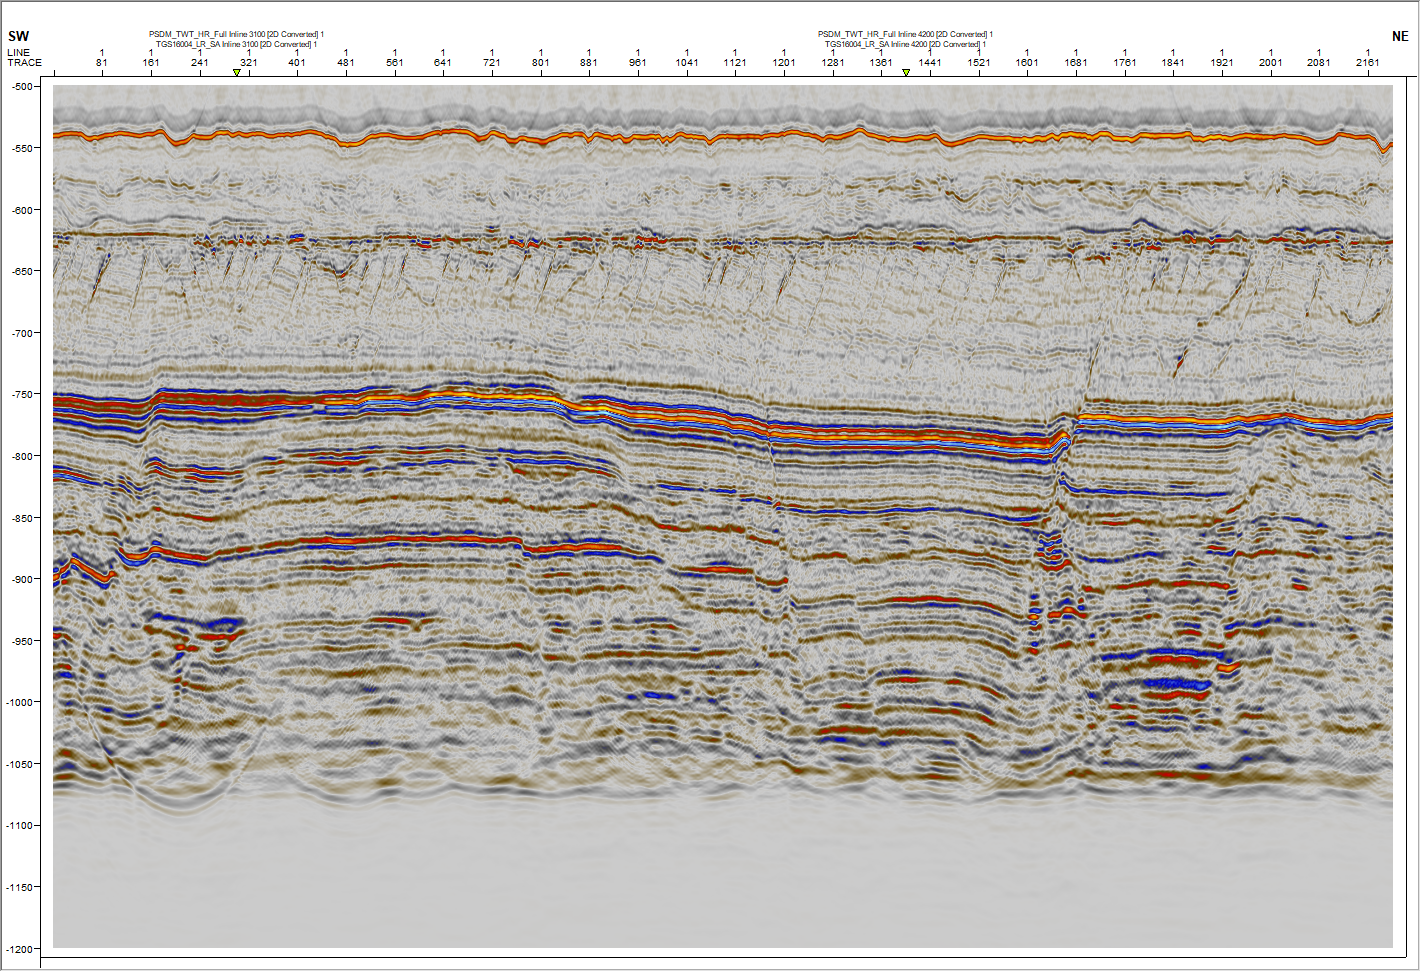 SW
NE
PSDM_TWT_HR_Full Inline 3100 [2D Converted] 1
PSDM_TWT_HR_Full Inline 4200 [2D Converted] 1
TGS16004_LR_SA Inline 3100 [2D Converted] 1
TGS16004_LR_SA Inline 4200 [2D Converted] 1
LINE 1 1 1 1 1 1 1 1 1 1 1 1 1 1 1 1 1 1 1 1 1 1 1 1 1 1 1
TRACE 81 161 241 321 401 481 561 641 721 801 881 961 1041 1121 1201 1281 1361 1441 1521 1601 1681 1761 1841 1921 2001 2081 2161
-500
-550
-600
-650
-700
-750
-800
-850
-900
-950
-1000
-1050
-1100
-1150
-1200